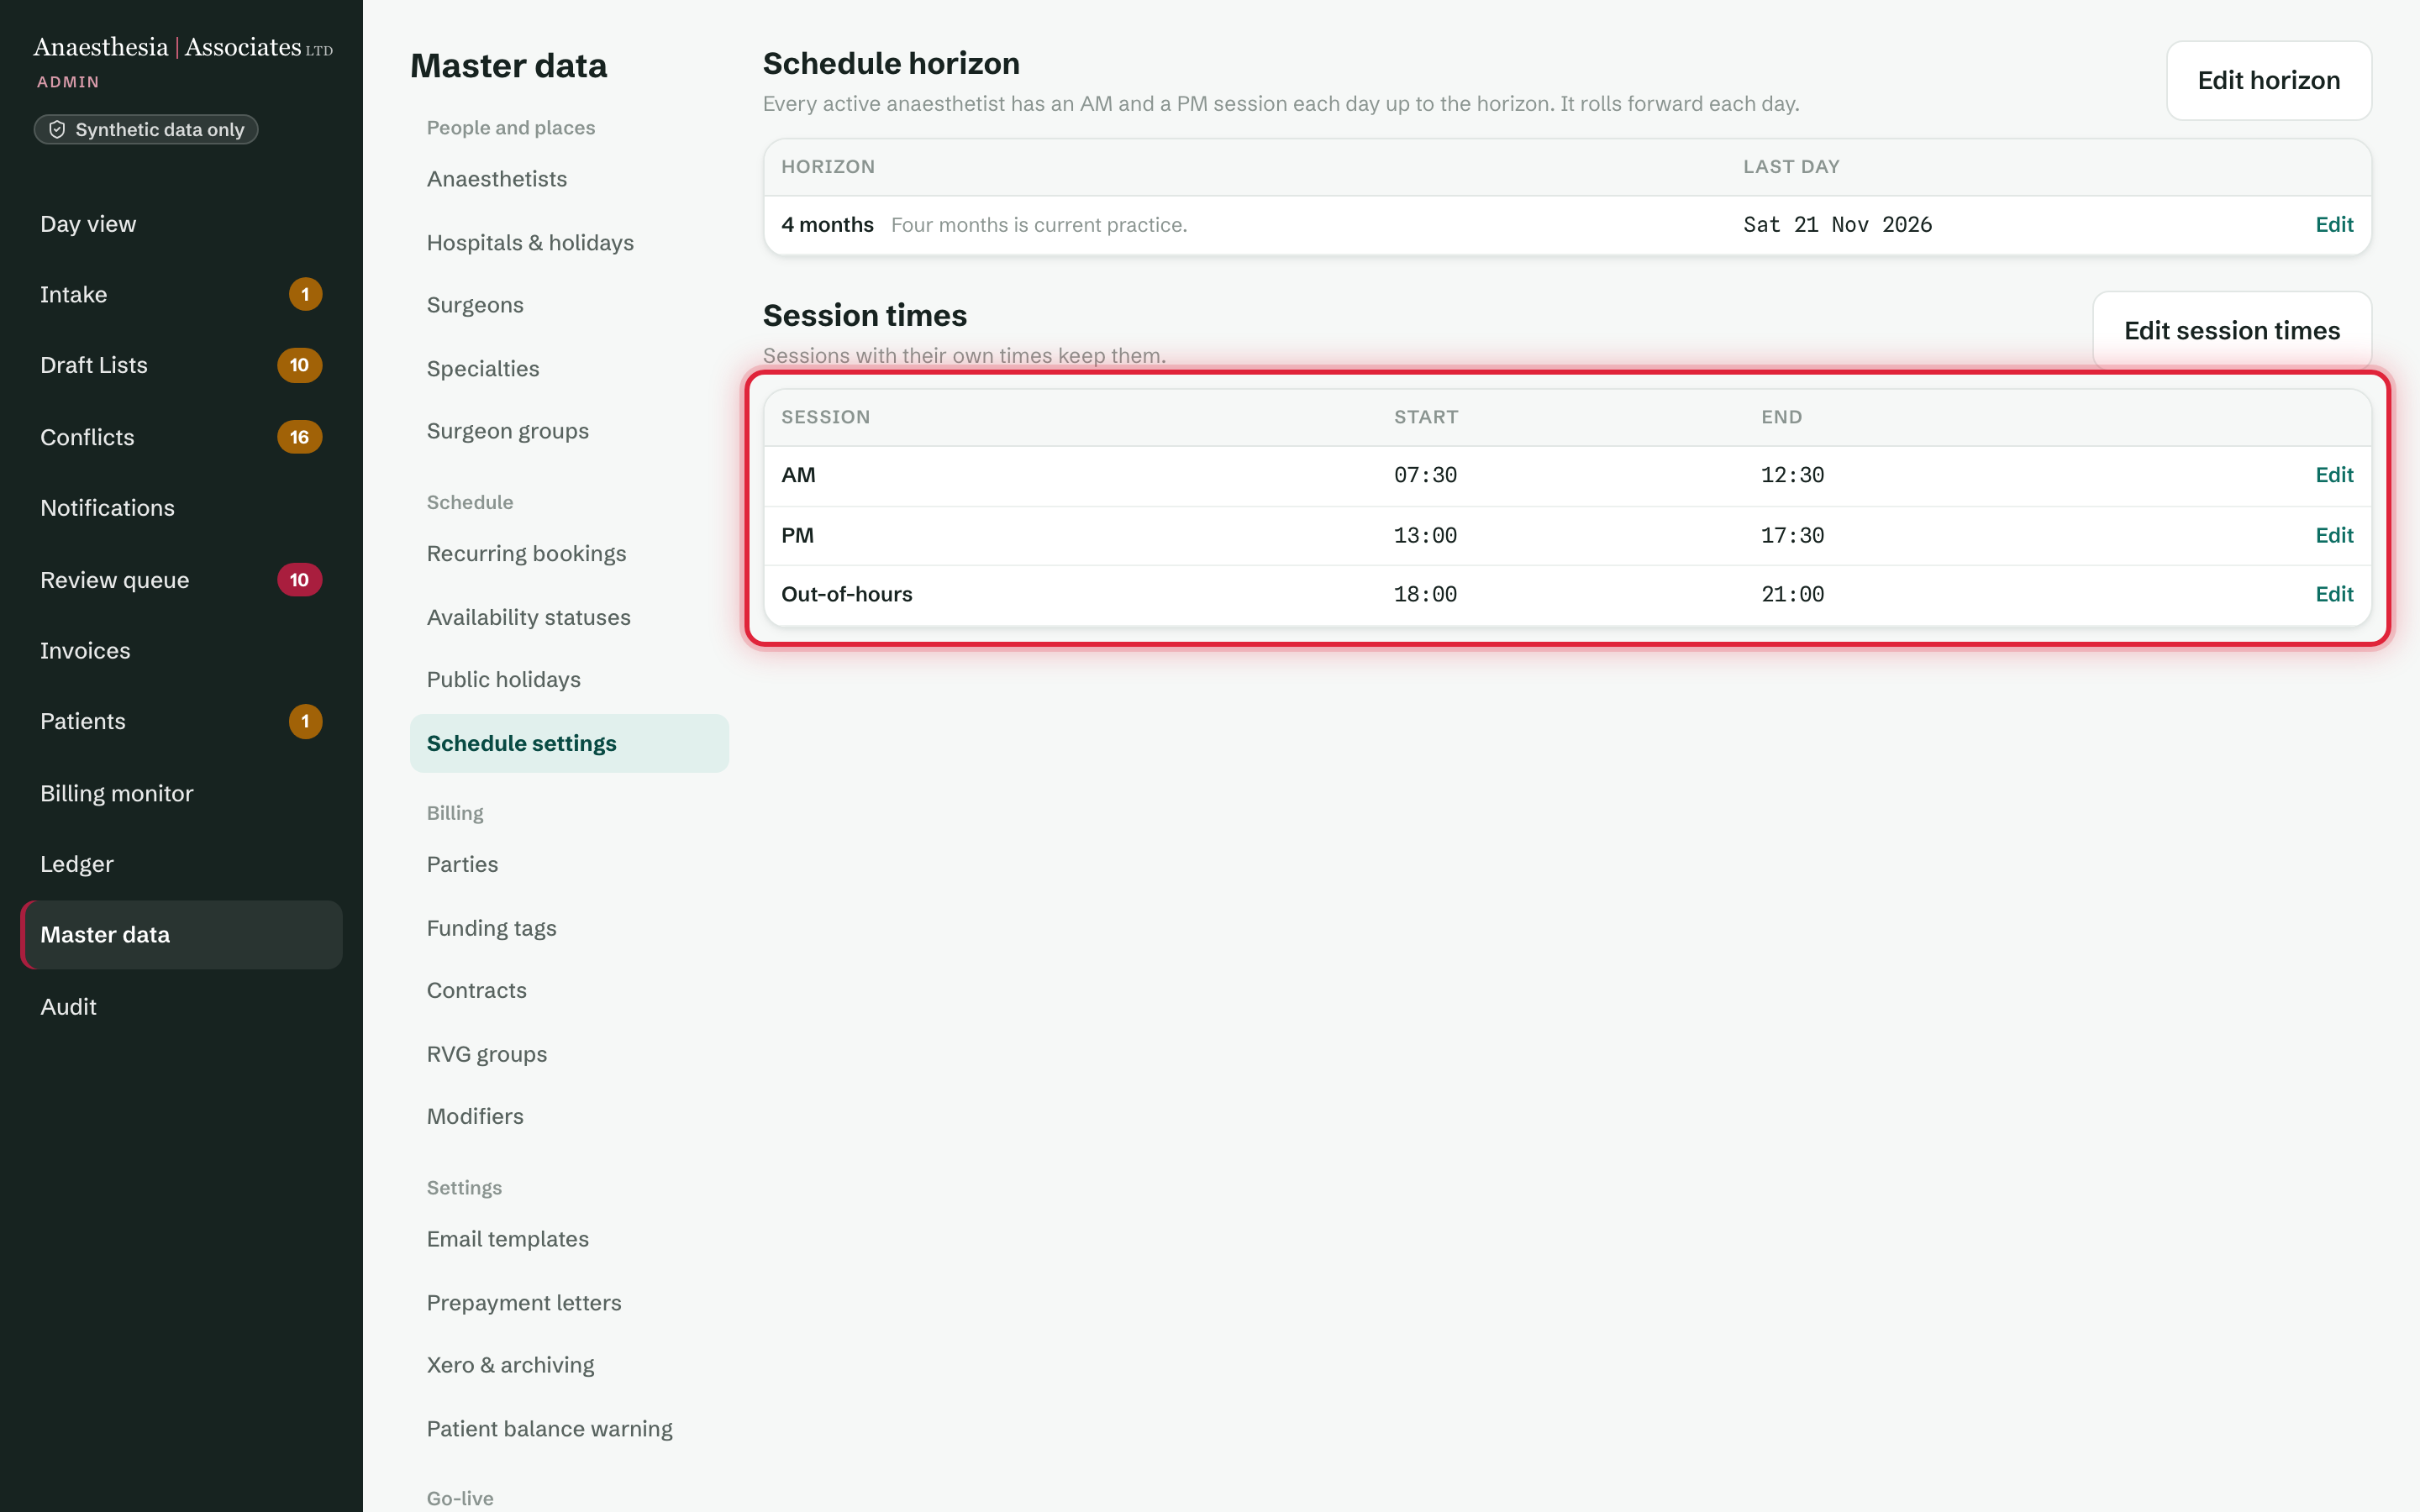 Anaesthesia | Associates LTD
ADMIN
Synthetic data only
Day view
Intake 1
Draft Lists 10
Conflicts 16
Notifications
Review queue 10
Invoices
Patients 1
Billing monitor
Ledger
Master data
Audit
Master data
People and places
Anaesthetists
Hospitals & holidays
Surgeons
Specialties
Surgeon groups
Schedule
Recurring bookings
Availability statuses
Public holidays
Schedule settings
Billing
Parties
Funding tags
Contracts
RVG groups
Modifiers
Settings
Email templates
Prepayment letters
Xero & archiving
Patient balance warning
Go-live
Schedule horizon
Every active anaesthetist has an AM and a PM session each day up to the horizon. It rolls forward each day.
Edit horizon
HORIZON LAST DAY
4 months Four months is current practice. Sat 21 Nov 2026 Edit
Session times
Sessions with their own times keep them.
Edit session times
SESSION START END
AM 07:30 12:30 Edit
PM 13:00 17:30 Edit
Out-of-hours 18:00 21:00 Edit